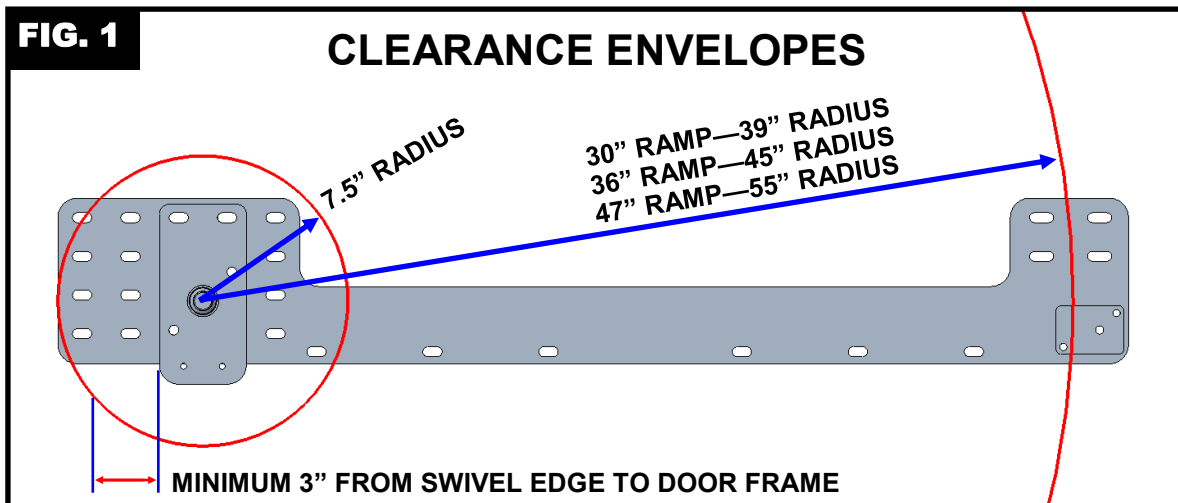 FIG. 1
CLEARANCE ENVELOPES
7.5” RADIUS
30” RAMP—39” RADIUS
36” RAMP—45” RADIUS
47” RAMP—55” RADIUS
MINIMUM 3” FROM SWIVEL EDGE TO DOOR FRAME